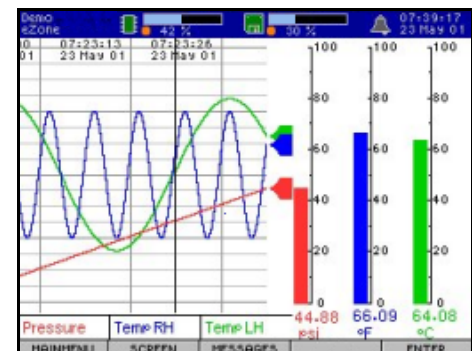 Demo
eZone
42 %
30 %
07:39:17
23 May 01
0 07:23:13 07:23:26
01 23 May 01 23 May 01
100 100 100
80 80 80
60 60 60
40 40 40
20 20 20
0 0 0
44.88 66.09 64.08
psi °F °C
Pressure Temp RH Temp LH
MAINMENU SCREEN MESSAGES ENTER